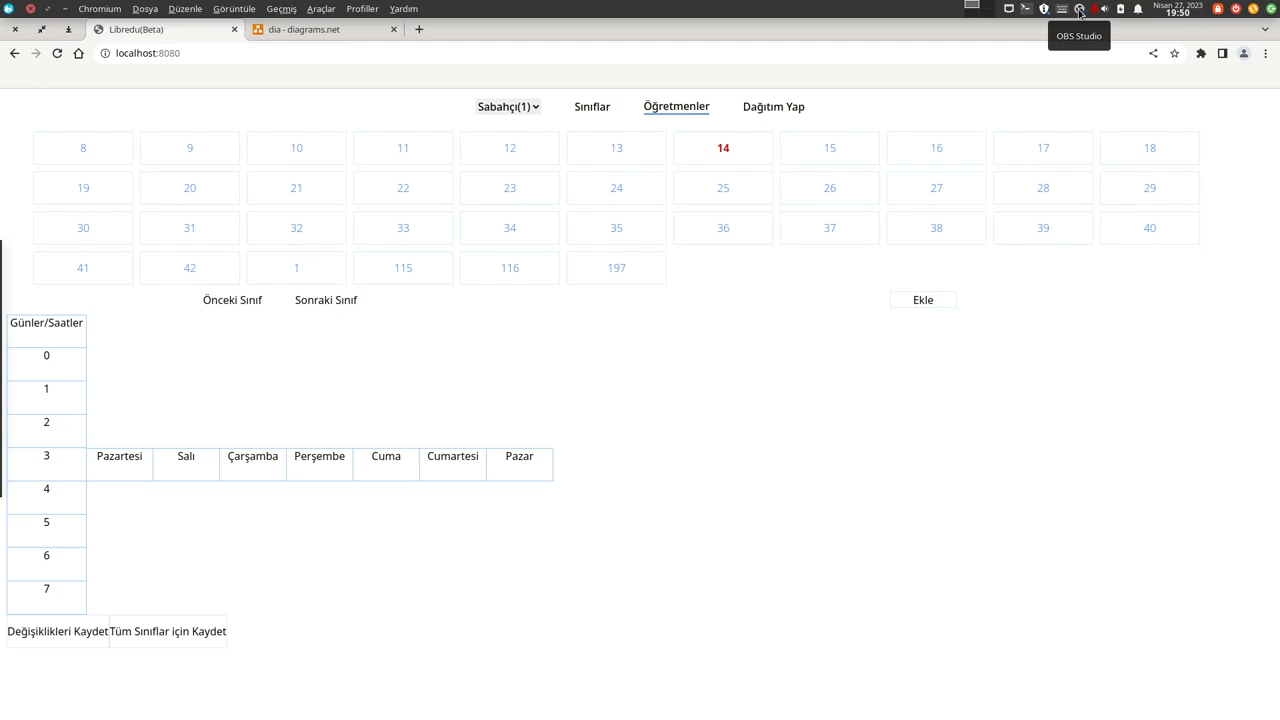 Chromium Dosya Düzenle Görüntüle Geçmiş Araçlar Profiller Yardım Nisan 27, 2023 19:50
Libredu(Beta) dia - diagrams.net
OBS Studio
localhost:8080
Sabahçı(1) Sınıflar Öğretmenler Dağıtım Yap
8 9 10 11 12 13 14 15 16 17 18
19 20 21 22 23 24 25 26 27 28 29
30 31 32 33 34 35 36 37 38 39 40
41 42 1 115 116 197
Önceki Sınıf Sonraki Sınıf Ekle
Günler/Saatler
0
1
2
3 Pazartesi Salı Çarşamba Perşembe Cuma Cumartesi Pazar
4
5
6
7
Değişiklikleri Kaydet Tüm Sınıflar için Kaydet